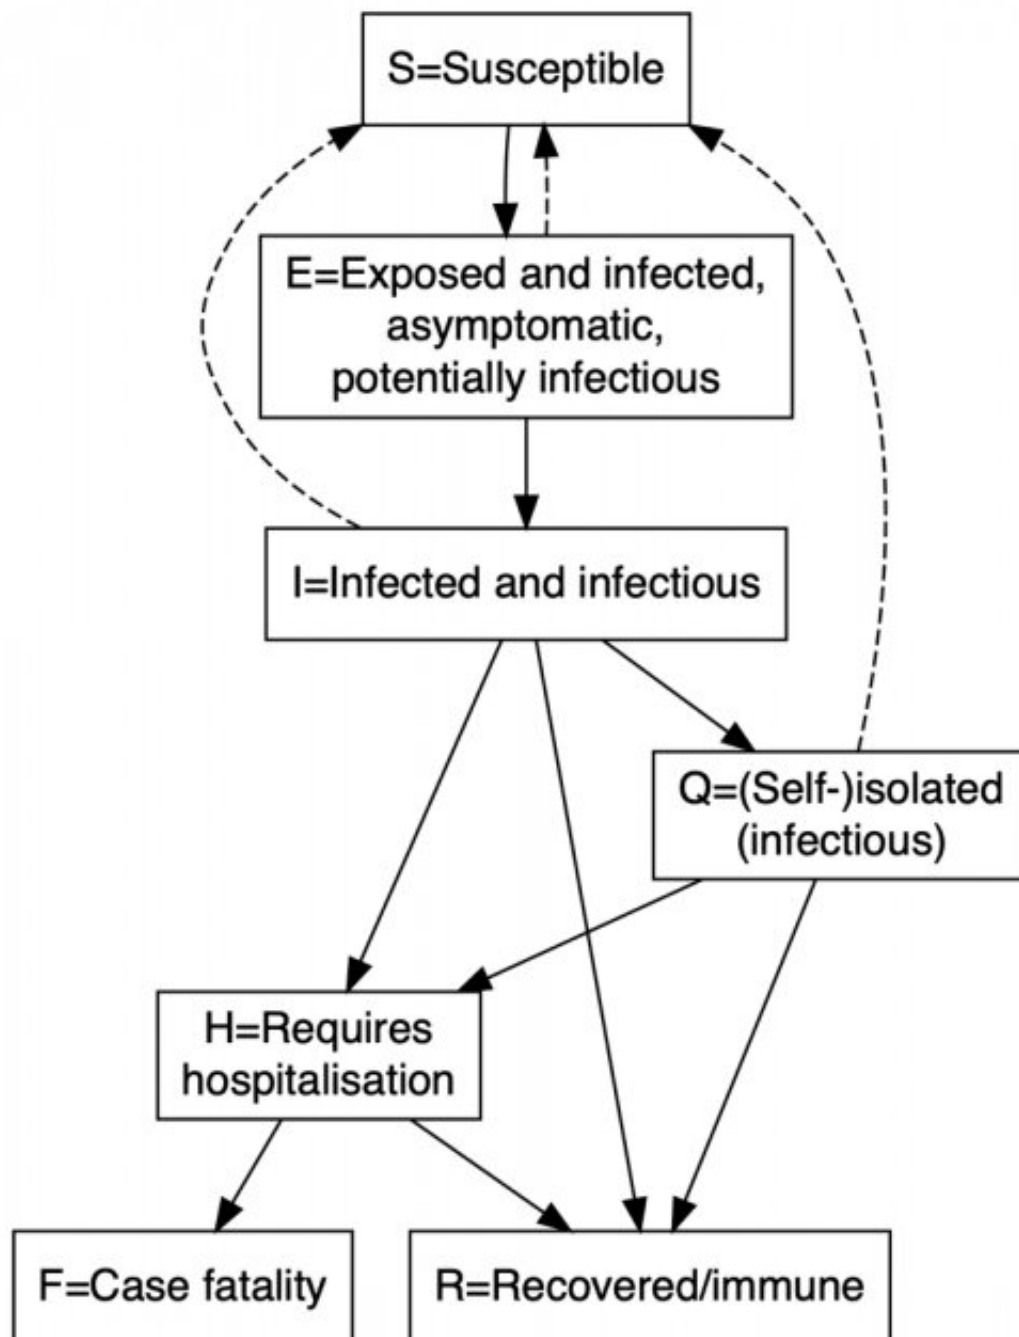 S=Susceptible
E=Exposed and infected,
asymptomatic,
potentially infectious
I=Infected and infectious
Q=(Self-)isolated
(infectious)
H=Requires
hospitalisation
F=Case fatality
R=Recovered/immune